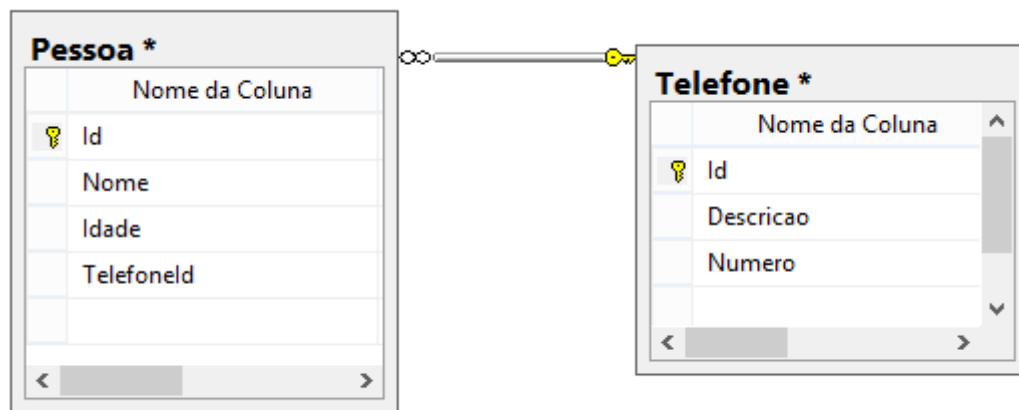 Pessoa *
Nome da Coluna
Id
Nome
Idade
TelefoneId
Telefone *
Nome da Coluna
Id
Descricao
Numero